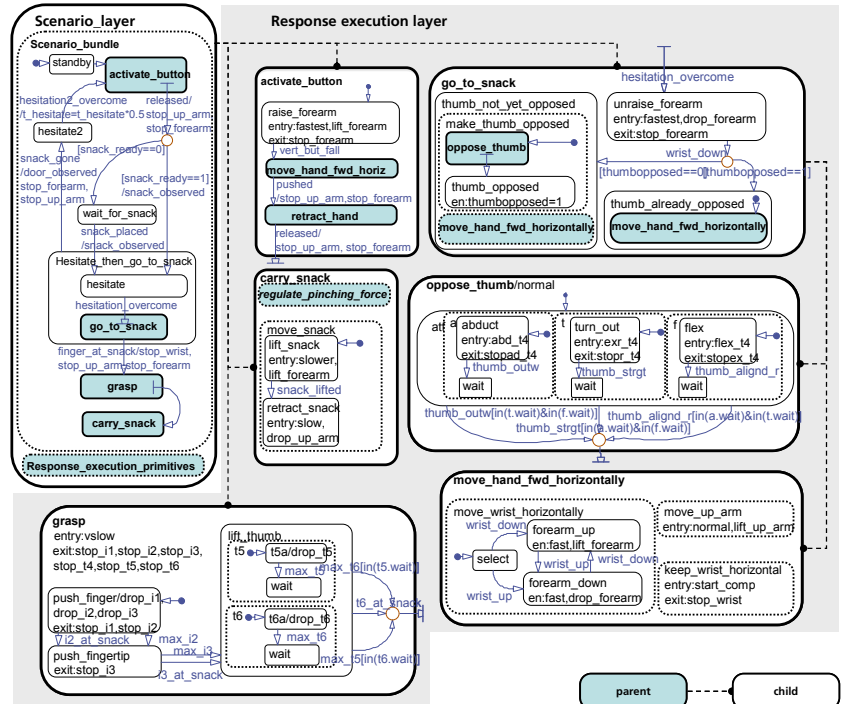 Scenario_layer
Response execution layer
Scenario_bundle
standby
activate_button
hesitation2_overcome
/t_hesitate=t_hesitate*0.5
released/
stop_up_arm
stop_forearm
hesitate2
[snack_ready==0]
snack_gone
/door_observed
stop_forearm,
stop_up_arm
[snack_ready==1]
/snack_observed
wait_for_snack
snack_placed
/snack_observed
Hesitate_then_go_to_snack
hesitate
hesitation_overcome
go_to_snack
finger_at_snack/stop_wrist,
stop_up_arm,stop_forearm
grasp
carry_snack
Response_execution_primitives
activate_button
raise_forearm
entry:fastest,lift_forearm
exit:stop_forearm
vert_but_fall
move_hand_fwd_horiz
pushed
/stop_up_arm,stop_forearm
retract_hand
released/
stop_up_arm, stop_forearm
hesitation_overcome
go_to_snack
thumb_not_yet_opposed
make_thumb_opposed
oppose_thumb
thumb_opposed
en:thumbopposed=1
move_hand_fwd_horizontally
unraise_forearm
entry:fastest,drop_forearm
exit:stop_forearm
wrist_down
[thumbopposed==0]
[thumbopposed==1]
thumb_already_opposed
move_hand_fwd_horizontally
carry_snack
regulate_pinching_force
move_snack
lift_snack
entry:slower,
lift_forearm
snack_lifted
retract_snack
entry:slow,
drop_up_arm
oppose_thumb/normal
a
abduct
entry:abd_t4
exit:stopad_t4
thumb_outw
wait
t
turn_out
entry:exr_t4
exit:stopr_t4
thumb_strgt
wait
f
flex
entry:flex_t4
exit:stopex_t4
thumb_alignd_r
wait
thumb_outw[in(t.wait)&in(f.wait)]
thumb_alignd_r[in(a.wait)&in(t.wait)]
thumb_strgt[in(a.wait)&in(f.wait)]
move_hand_fwd_horizontally
move_wrist_horizontally
wrist_down
forearm_up
en:fast,lift_forearm
select
wrist_up
wrist_down
wrist_up
forearm_down
en:fast,drop_forearm
move_up_arm
entry:normal,lift_up_arm
keep_wrist_horizontal
entry:start_comp
exit:stop_wrist
grasp
entry:vslow
exit:stop_i1,stop_i2,stop_i3,
stop_t4,stop_t5,stop_t6
push_finger/drop_i1,
drop_i2,drop_i3
exit:stop_i1,stop_i2
i2_at_snack
max_i2
max_i3
push_fingertip
exit:stop_i3
i3_at_snack
lift_thumb
t5
t5a/drop_t5
max_t5
wait
max_t6[in(t5.wait]
t6_at_snack
t6
t6a/drop_t6
max_t6
wait
max_t5[in(t6.wait)]
parent
child